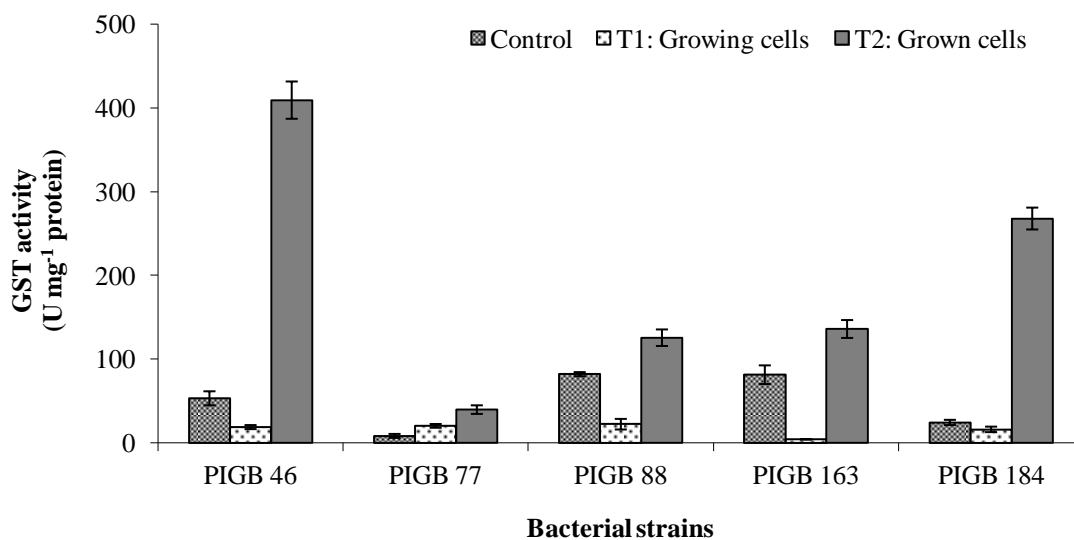 500
400
300
200
100
0
GST activity
(U mg-1 protein)
Control T1: Growing cells T2: Grown cells
PIGB 46 PIGB 77 PIGB 88 PIGB 163 PIGB 184
Bacterial strains